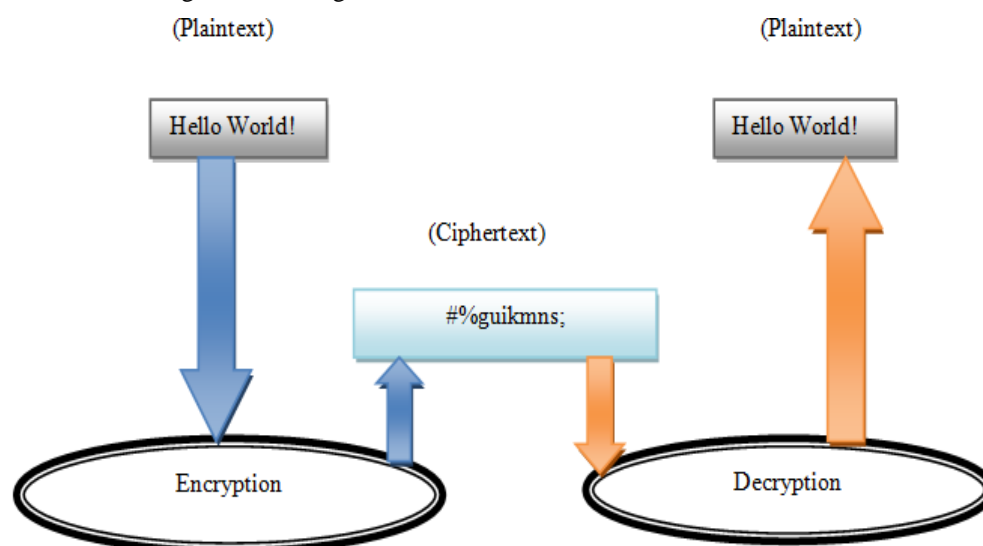 (Plaintext)
(Plaintext)
Hello World!
Hello World!
(Ciphertext)
#%guikmns;
Encryption
Decryption